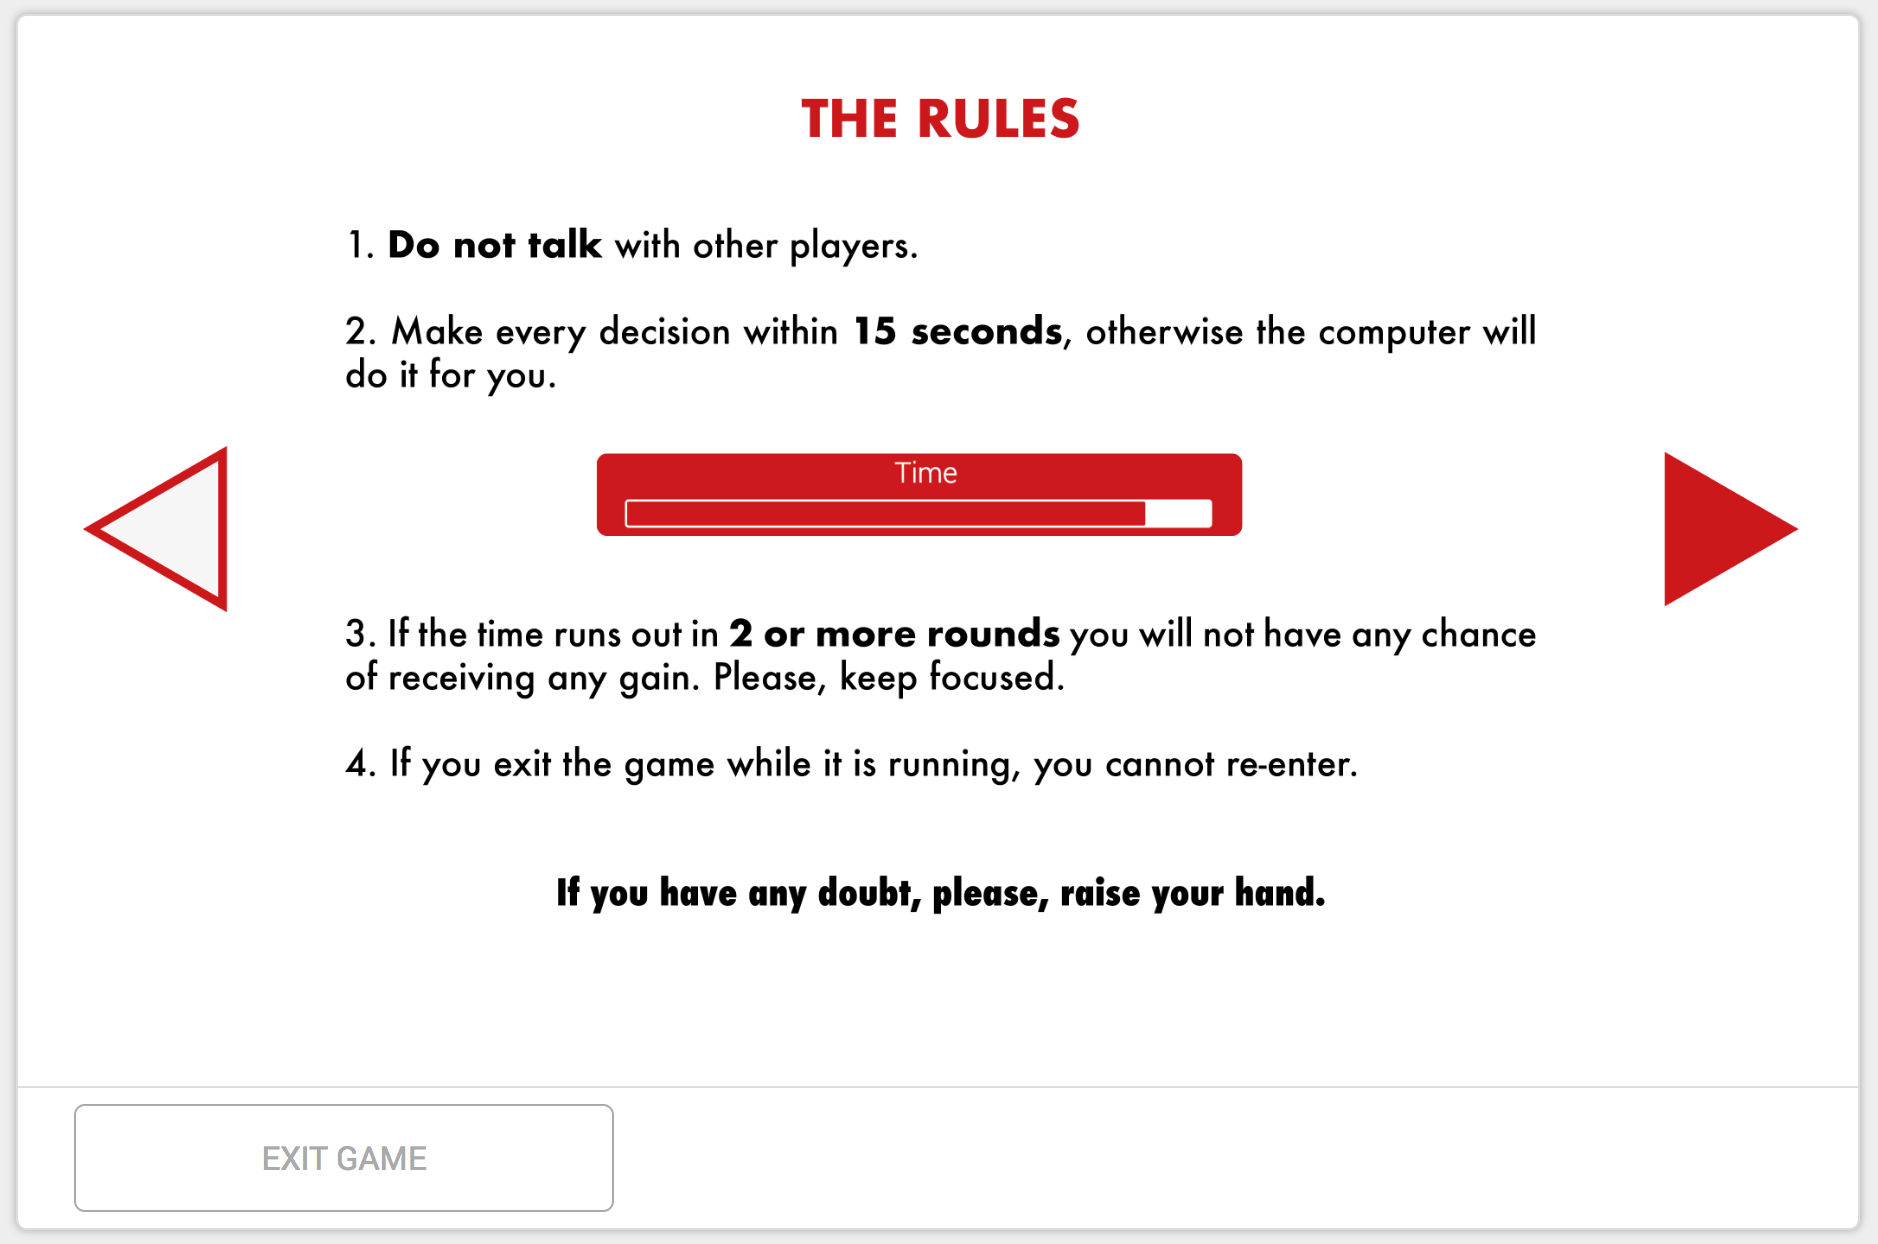 THE RULES
1. Do not talk with other players.
2. Make every decision within 15 seconds, otherwise the computer will
do it for you.
Time
3. If the time runs out in 2 or more rounds you will not have any chance
of receiving any gain. Please, keep focused.
4. If you exit the game while it is running, you cannot re-enter.
If you have any doubt, please, raise your hand.
EXIT GAME